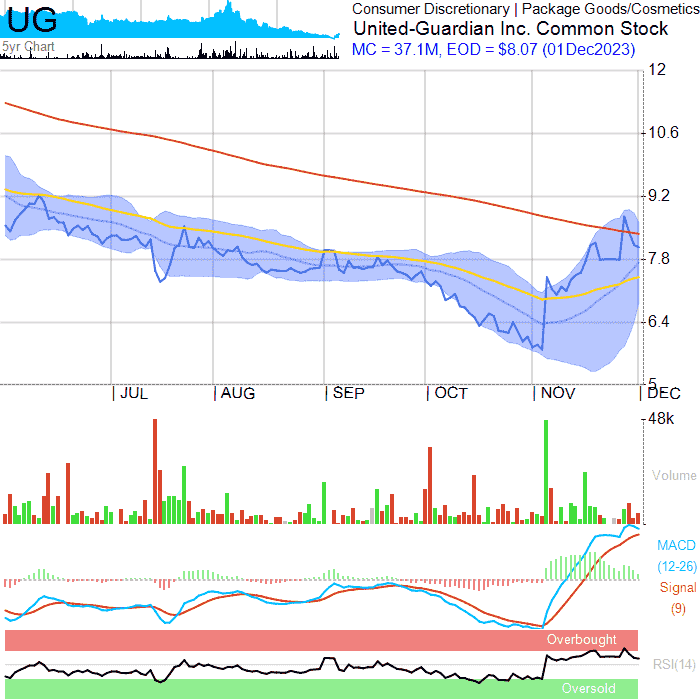 UG
5yr Chart
Consumer Discretionary | Package Goods/Cosmetics
United-Guardian Inc. Common Stock
MC = 37.1M, EOD = $8.07 (01Dec2023)
12
10.6
9.2
7.8
6.4
5
JUL AUG SEP OCT NOV DEC
48k
Volume
MACD
(12-26)
Signal
(9)
Overbought
RSI(14)
Oversold